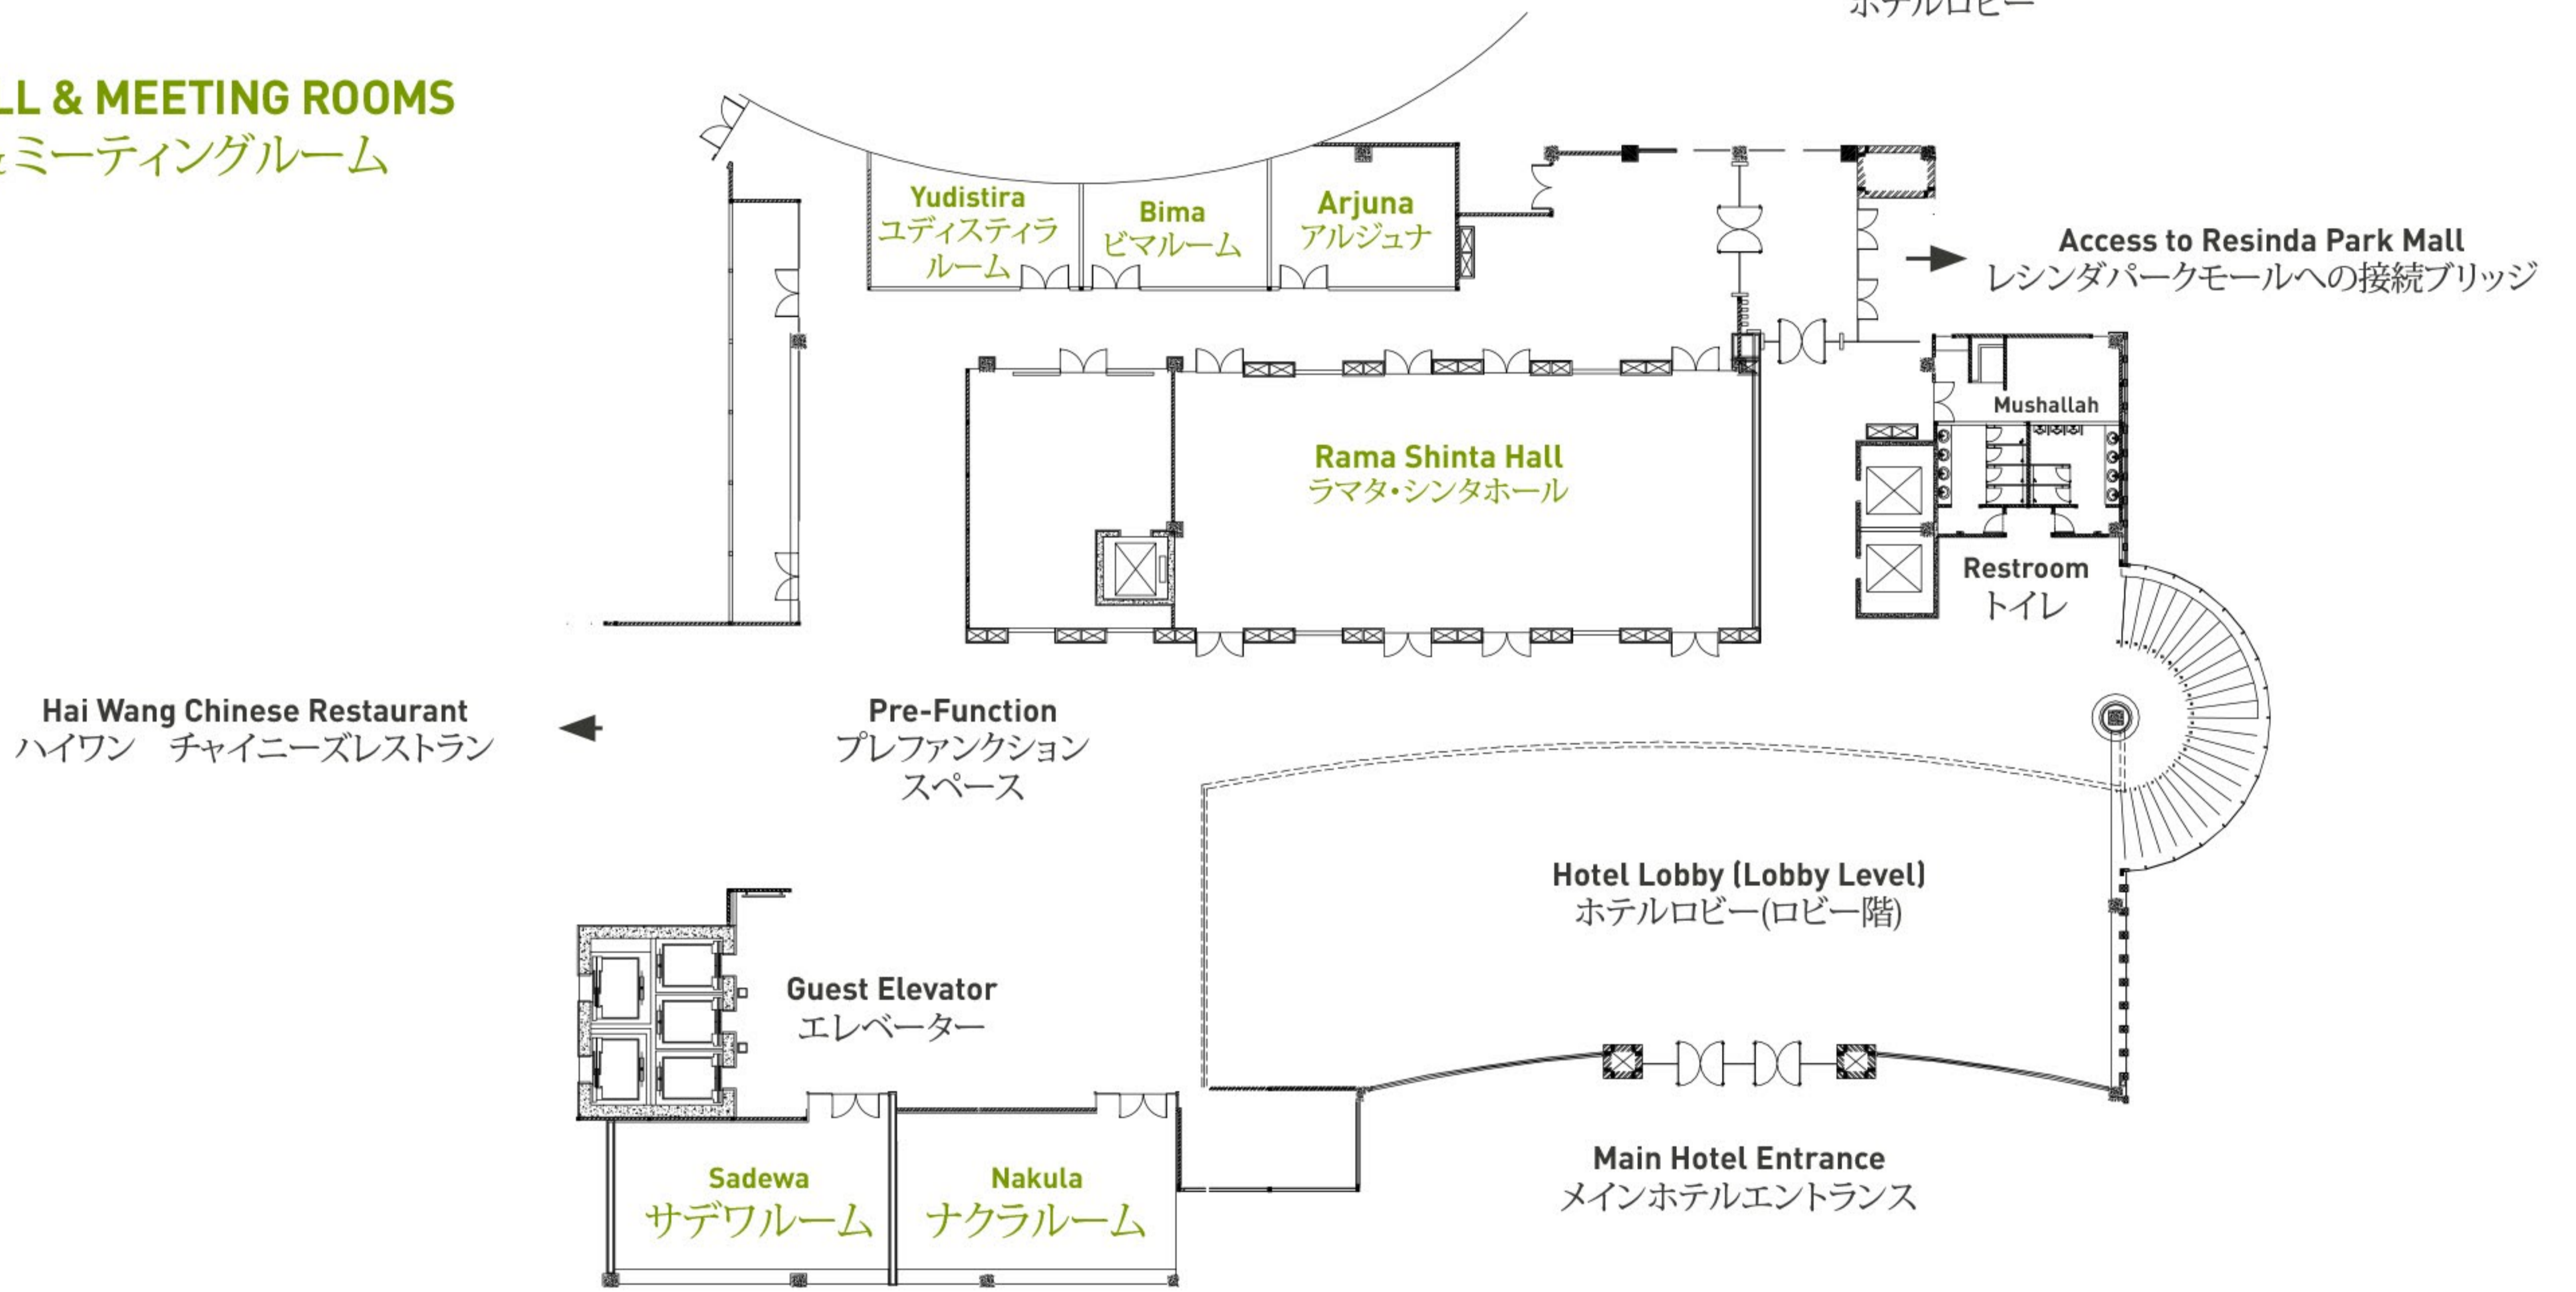 ホテルロビー
LL & MEETING ROOMS
ミーティングルーム
Yudistira
ユディスティラ
ルーム
Bima
ビマルーム
Arjuna
アルジュナ
Access to Resinda Park Mall
レシンダパークモールへの接続ブリッジ
Mushallah
Rama Shinta Hall
ラマタ・シンタホール
Restroom
トイレ
Hai Wang Chinese Restaurant
ハイワン　チャイニーズレストラン
Pre-Function
プレファンクション
スペース
Hotel Lobby (Lobby Level)
ホテルロビー(ロビー階)
Guest Elevator
エレベーター
Main Hotel Entrance
メインホテルエントランス
Sadewa
サデワルーム
Nakula
ナクラルーム